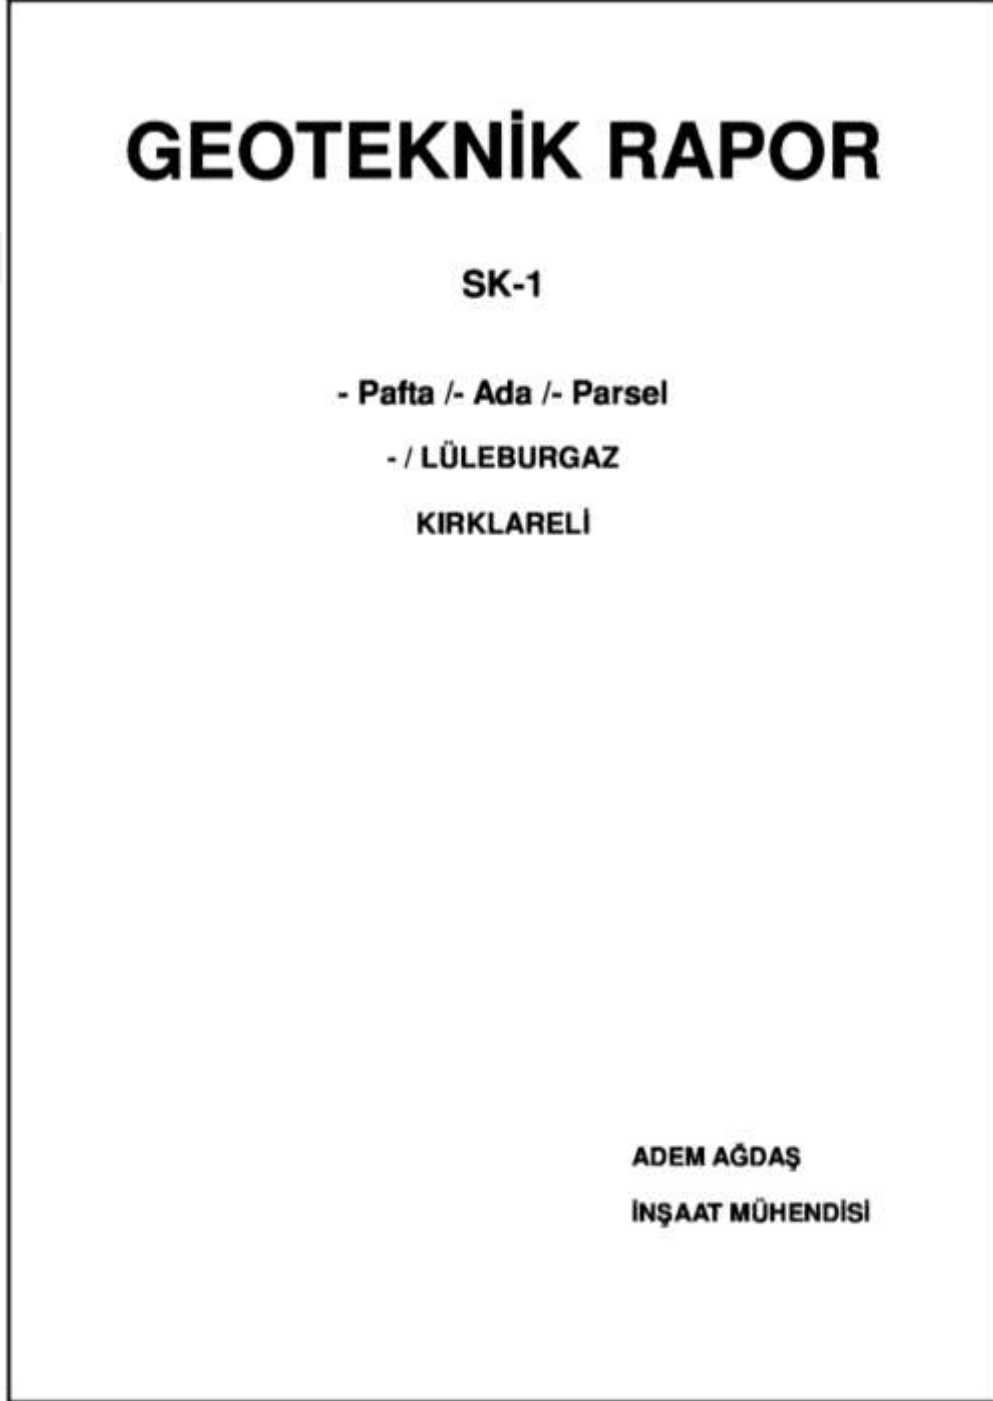 GEOTEKNİK RAPOR
SK-1
- Pafta /- Ada /- Parsel
- / LÜLEBURGAZ
KIRKLARELİ
ADEM AĞDAŞ
İNŞAAT MÜHENDİSİ